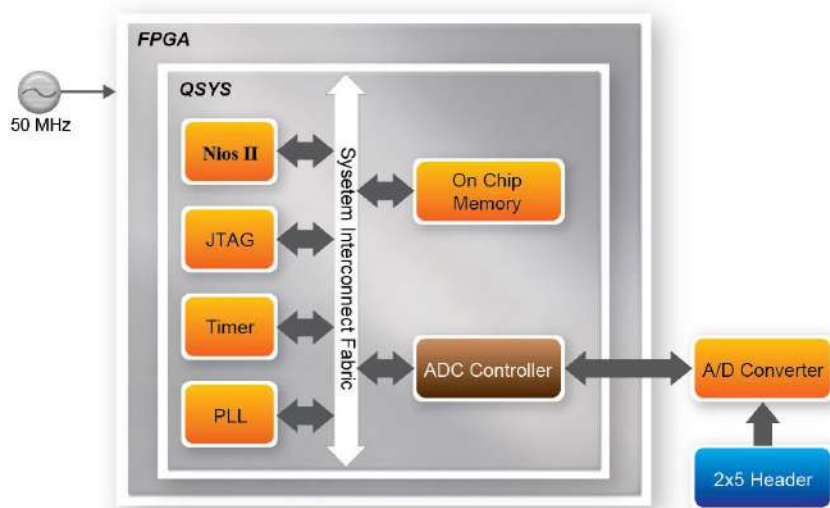 FPGA
QSYS
50 MHz
Nios II
JTAG
Timer
PLL
Sysetem Interconnect Fabric
On Chip
Memory
ADC Controller
A/D Converter
2x5 Header